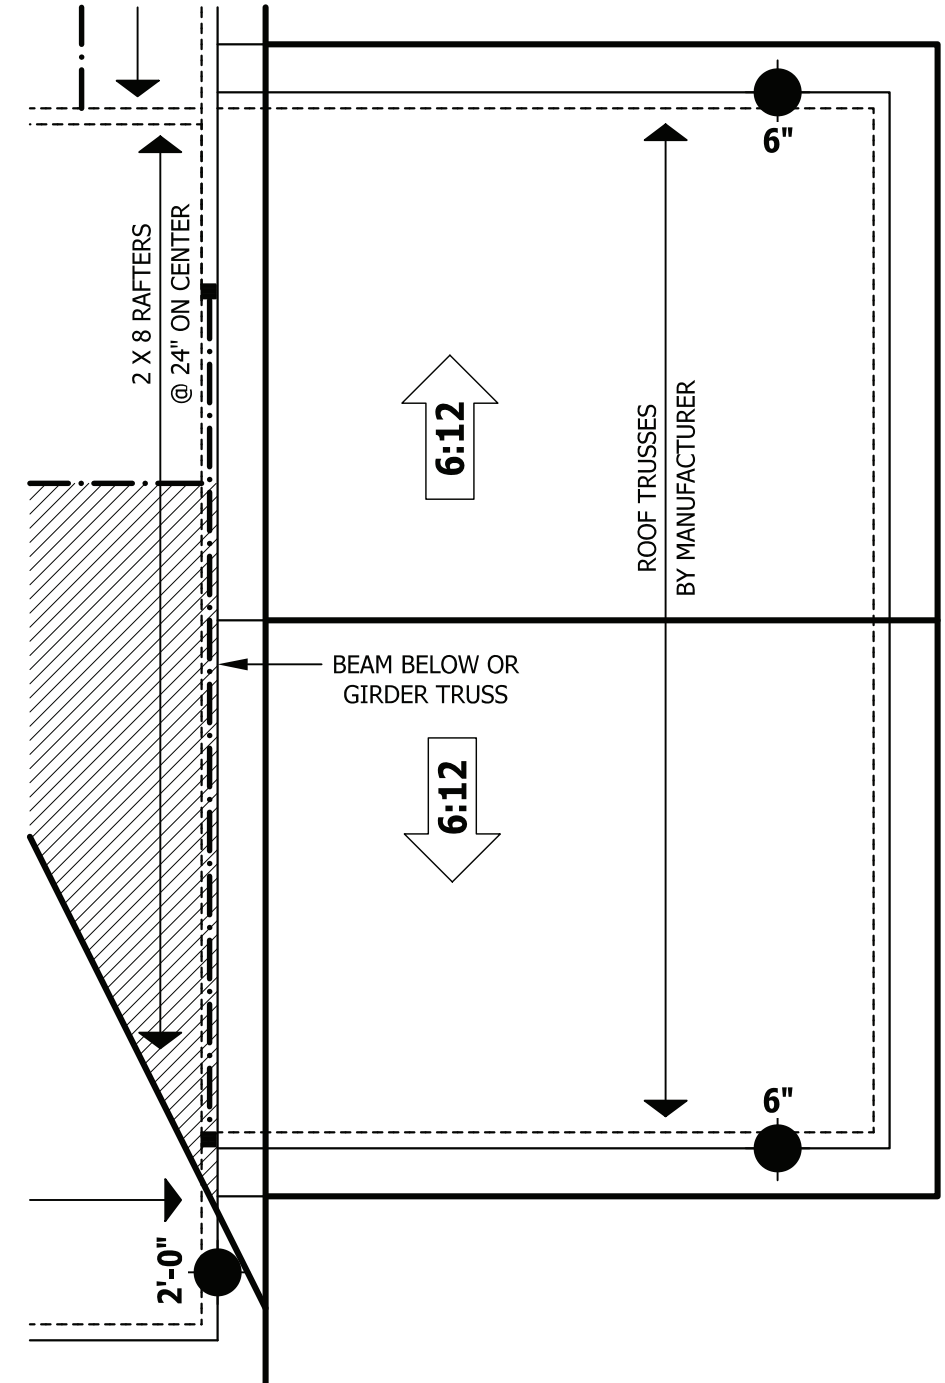 6"
2 X 8 RAFTERS
@ 24" ON CENTER
6:12
ROOF TRUSSES
BY MANUFACTURER
BEAM BELOW OR
GIRDER TRUSS
6:12
6"
2'-0"